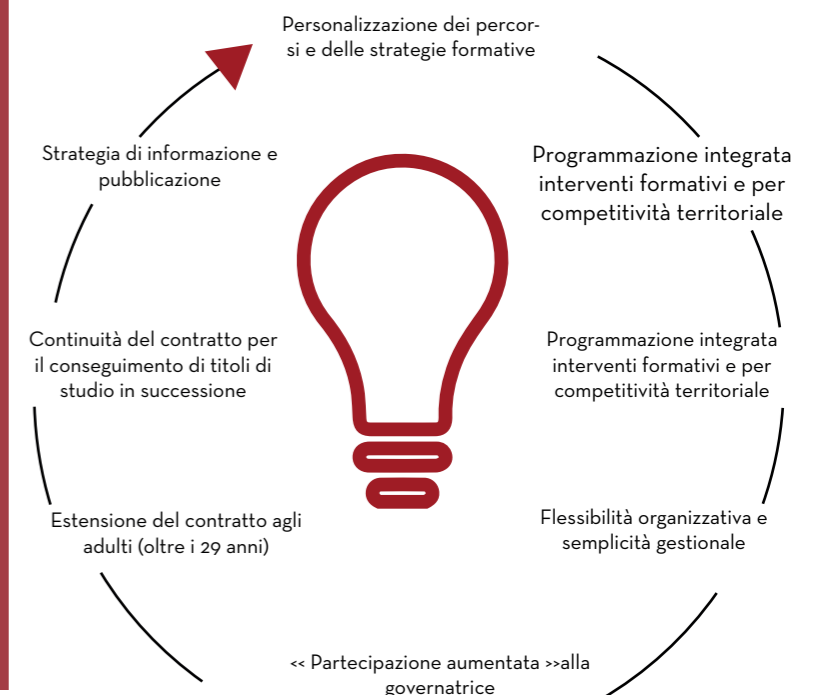 Personalizzazione dei percor-
si e delle strategie formative
Programmazione integrata
interventi formativi e per
competitività territoriale
Programmazione integrata
interventi formativi e per
competitività territoriale
Flessibilità organizzativa e
semplicità gestionale
<< Partecipazione aumentata >>alla
governatrice
Estensione del contratto agli
adulti (oltre i 29 anni)
Continuità del contratto per
il conseguimento di titoli di
studio in successione
Strategia di informazione e
pubblicazione